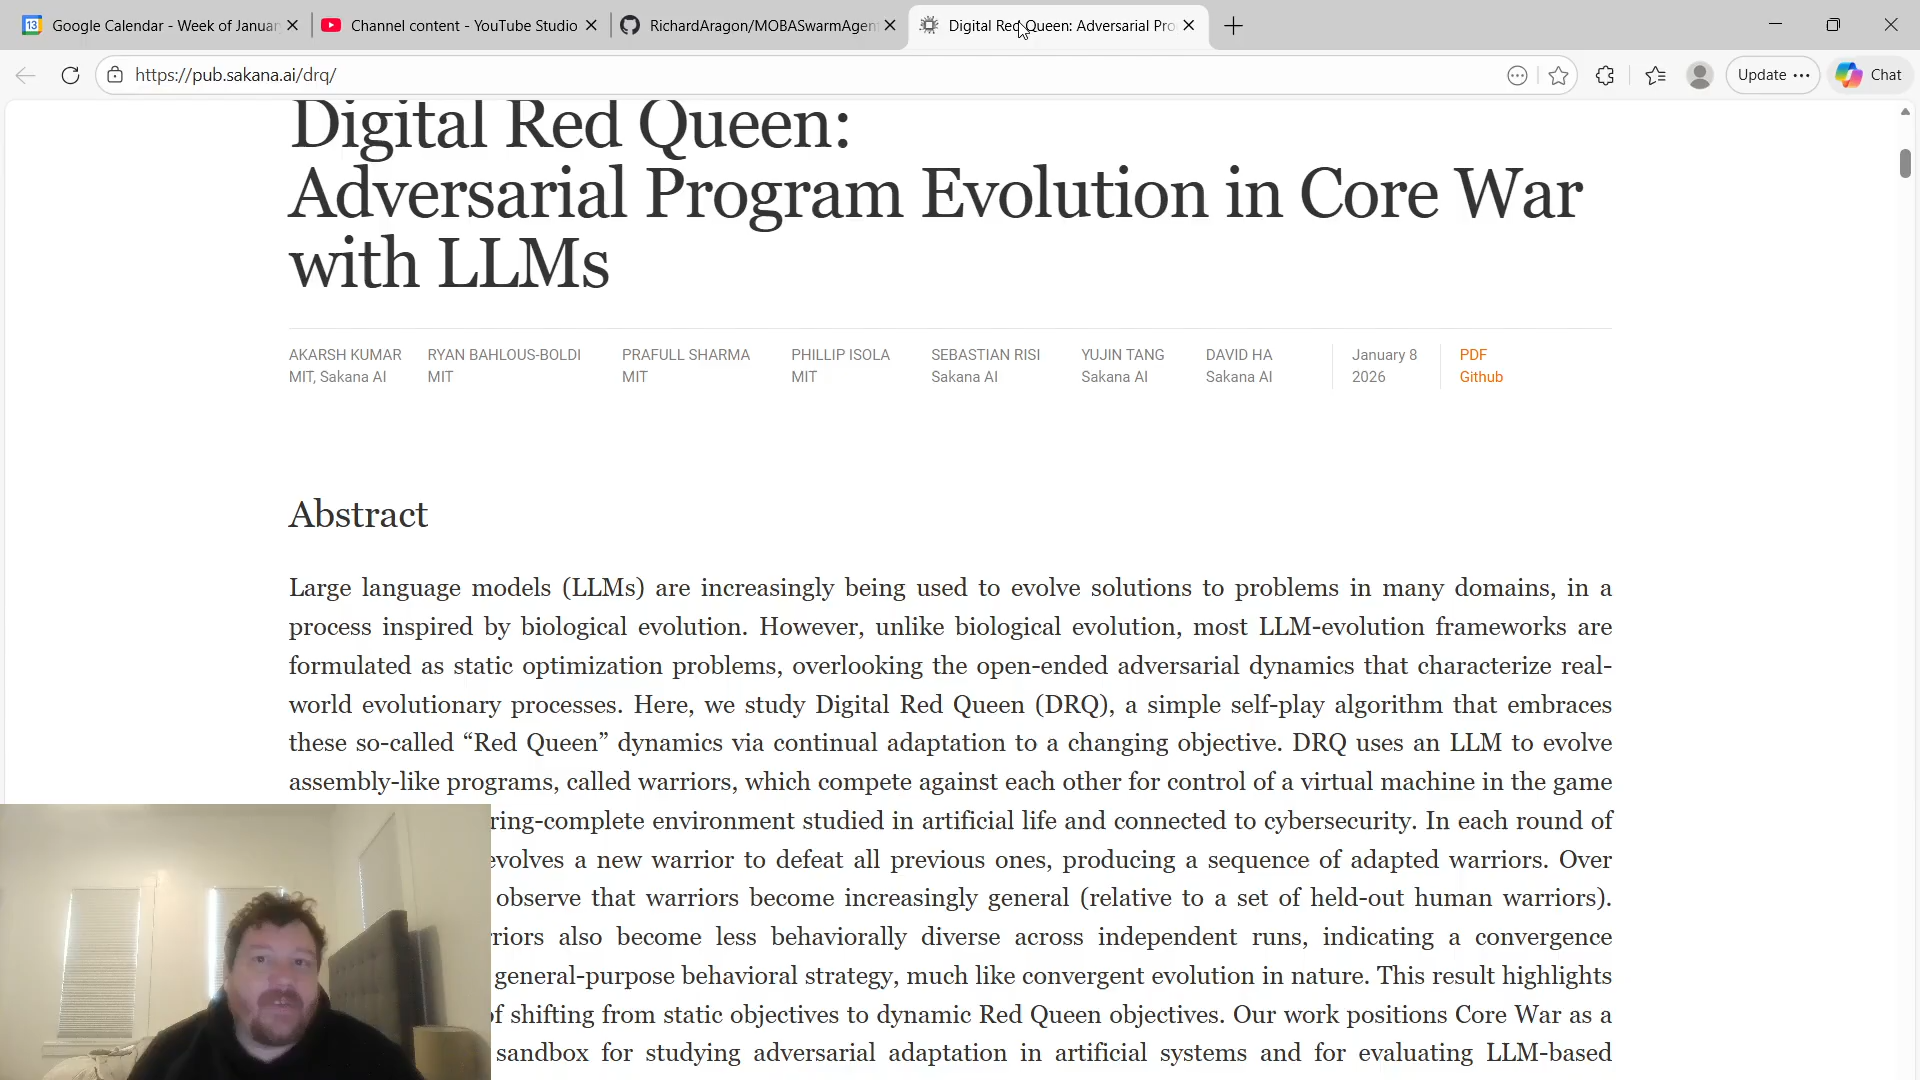 13 Google Calendar - Week of Januar
Channel content - YouTube Studio
RichardAragon/MOBASwarmAgen
Digital Red Queen: Adversarial Pro
https://pub.sakana.ai/drq/
Update
Chat
Digital Red Queen:
Adversarial Program Evolution in Core War
with LLMs
AKARSH KUMAR
MIT, Sakana AI
RYAN BAHLOUS-BOLDI
MIT
PRAFULL SHARMA
MIT
PHILLIP ISOLA
MIT
SEBASTIAN RISI
Sakana AI
YUJIN TANG
Sakana AI
DAVID HA
Sakana AI
January 8
2026
PDF
Github
Abstract
Large language models (LLMs) are increasingly being used to evolve solutions to problems in many domains, in a
process inspired by biological evolution. However, unlike biological evolution, most LLM-evolution frameworks are
formulated as static optimization problems, overlooking the open-ended adversarial dynamics that characterize real-
world evolutionary processes. Here, we study Digital Red Queen (DRQ), a simple self-play algorithm that embraces
these so-called “Red Queen” dynamics via continual adaptation to a changing objective. DRQ uses an LLM to evolve
assembly-like programs, called warriors, which compete against each other for control of a virtual machine in the game
ring-complete environment studied in artificial life and connected to cybersecurity. In each round of
evolves a new warrior to defeat all previous ones, producing a sequence of adapted warriors. Over
observe that warriors become increasingly general (relative to a set of held-out human warriors).
riors also become less behaviorally diverse across independent runs, indicating a convergence
general-purpose behavioral strategy, much like convergent evolution in nature. This result highlights
of shifting from static objectives to dynamic Red Queen objectives. Our work positions Core War as a
sandbox for studying adversarial adaptation in artificial systems and for evaluating LLM-based